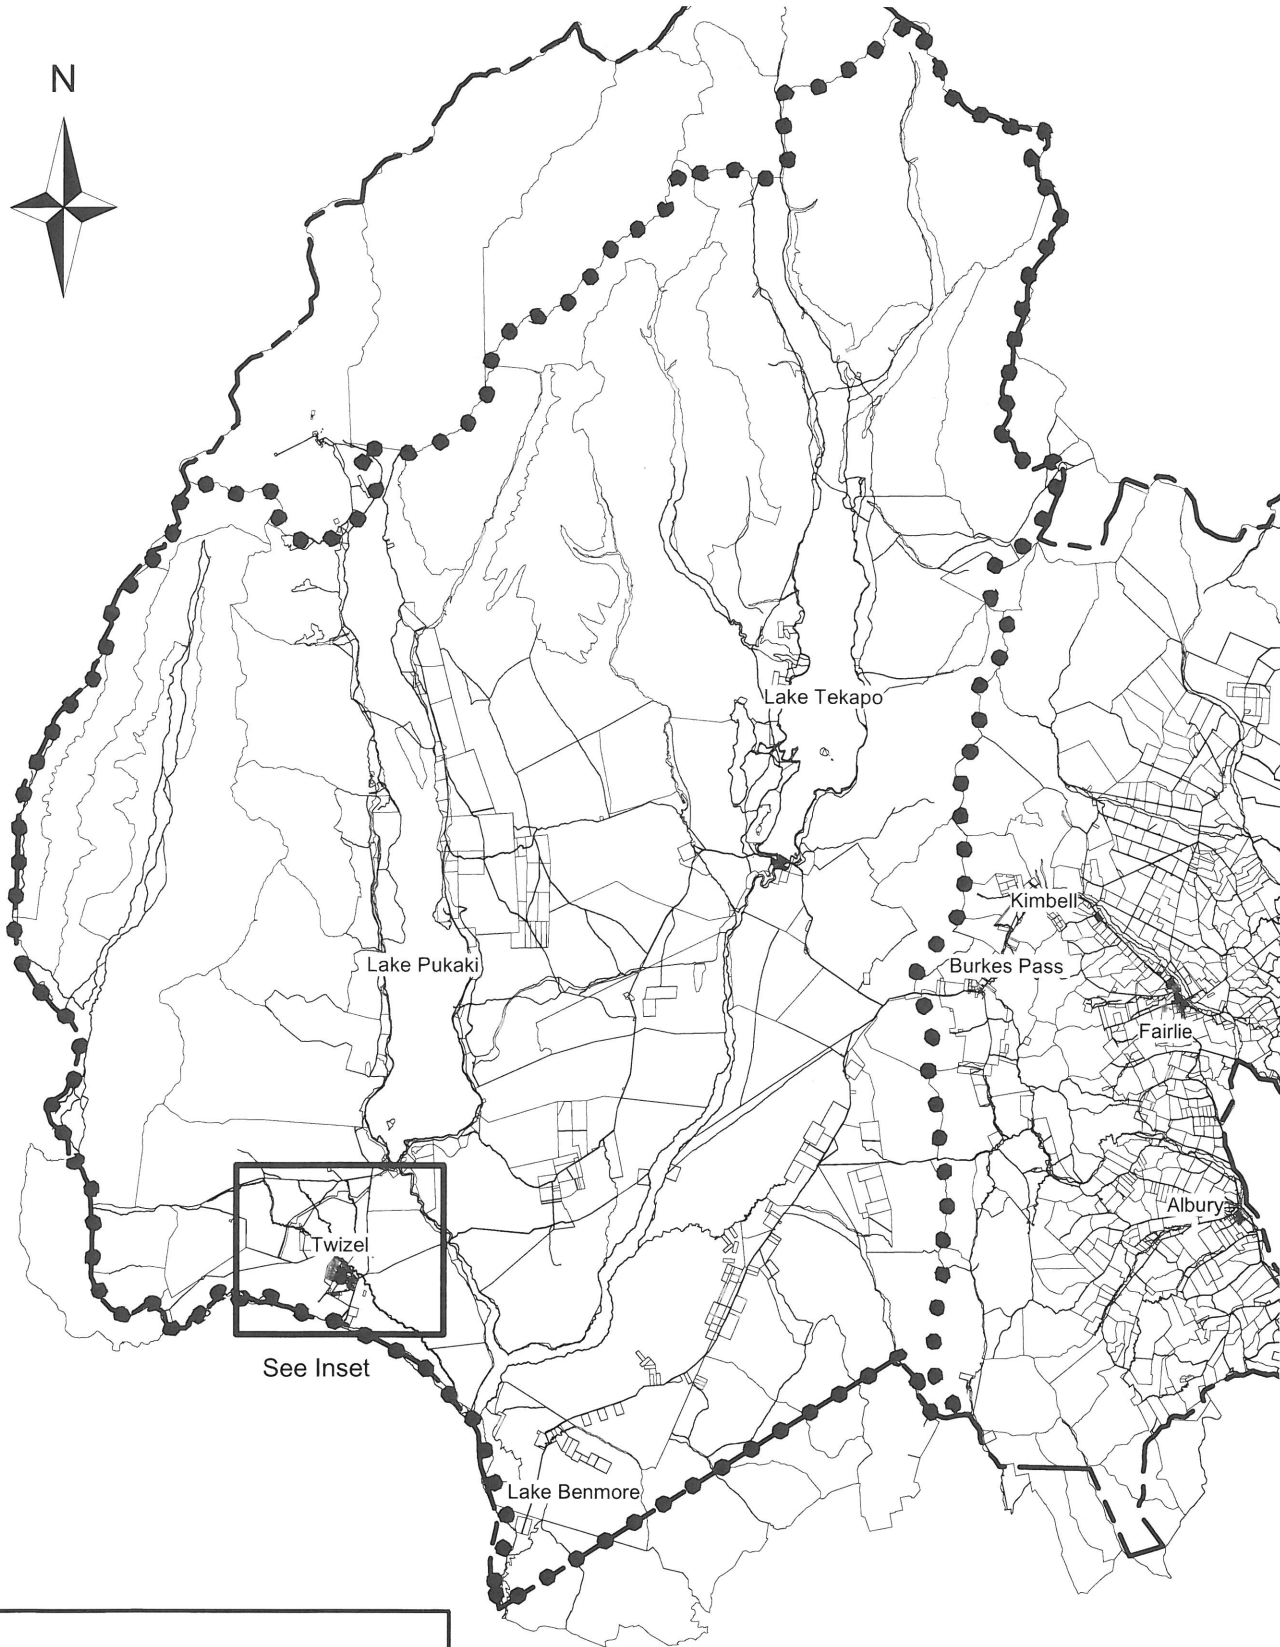 N
Lake Tekapo
Kimbell
Lake Pukaki
Burkes Pass
Fairlie
Albury
Twizel
See Inset
Lake Benmore